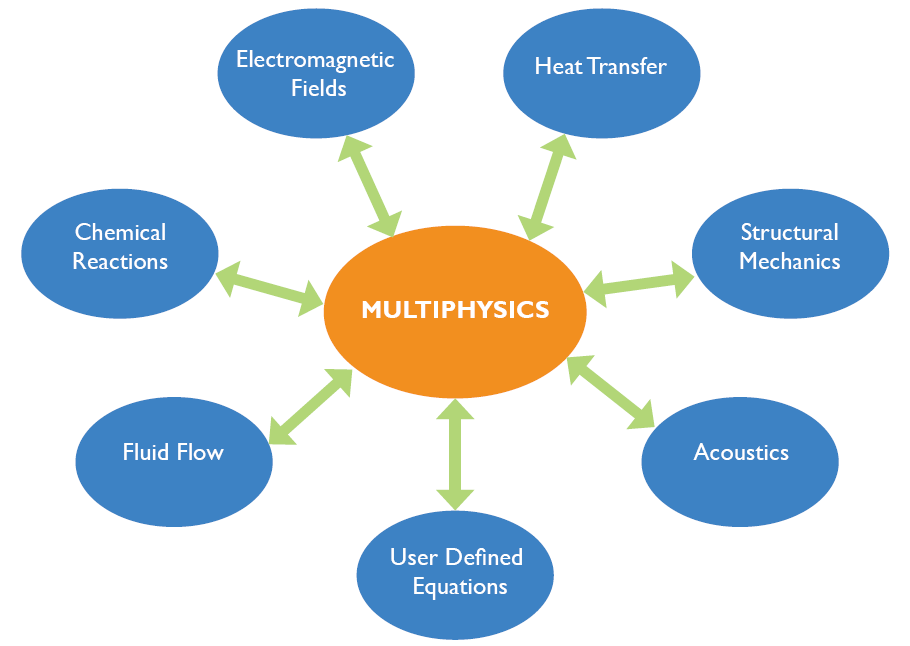 Electromagnetic
Fields
Heat Transfer
Chemical
Reactions
Structural
Mechanics
MULTIPHYSICS
Fluid Flow
Acoustics
User Defined
Equations